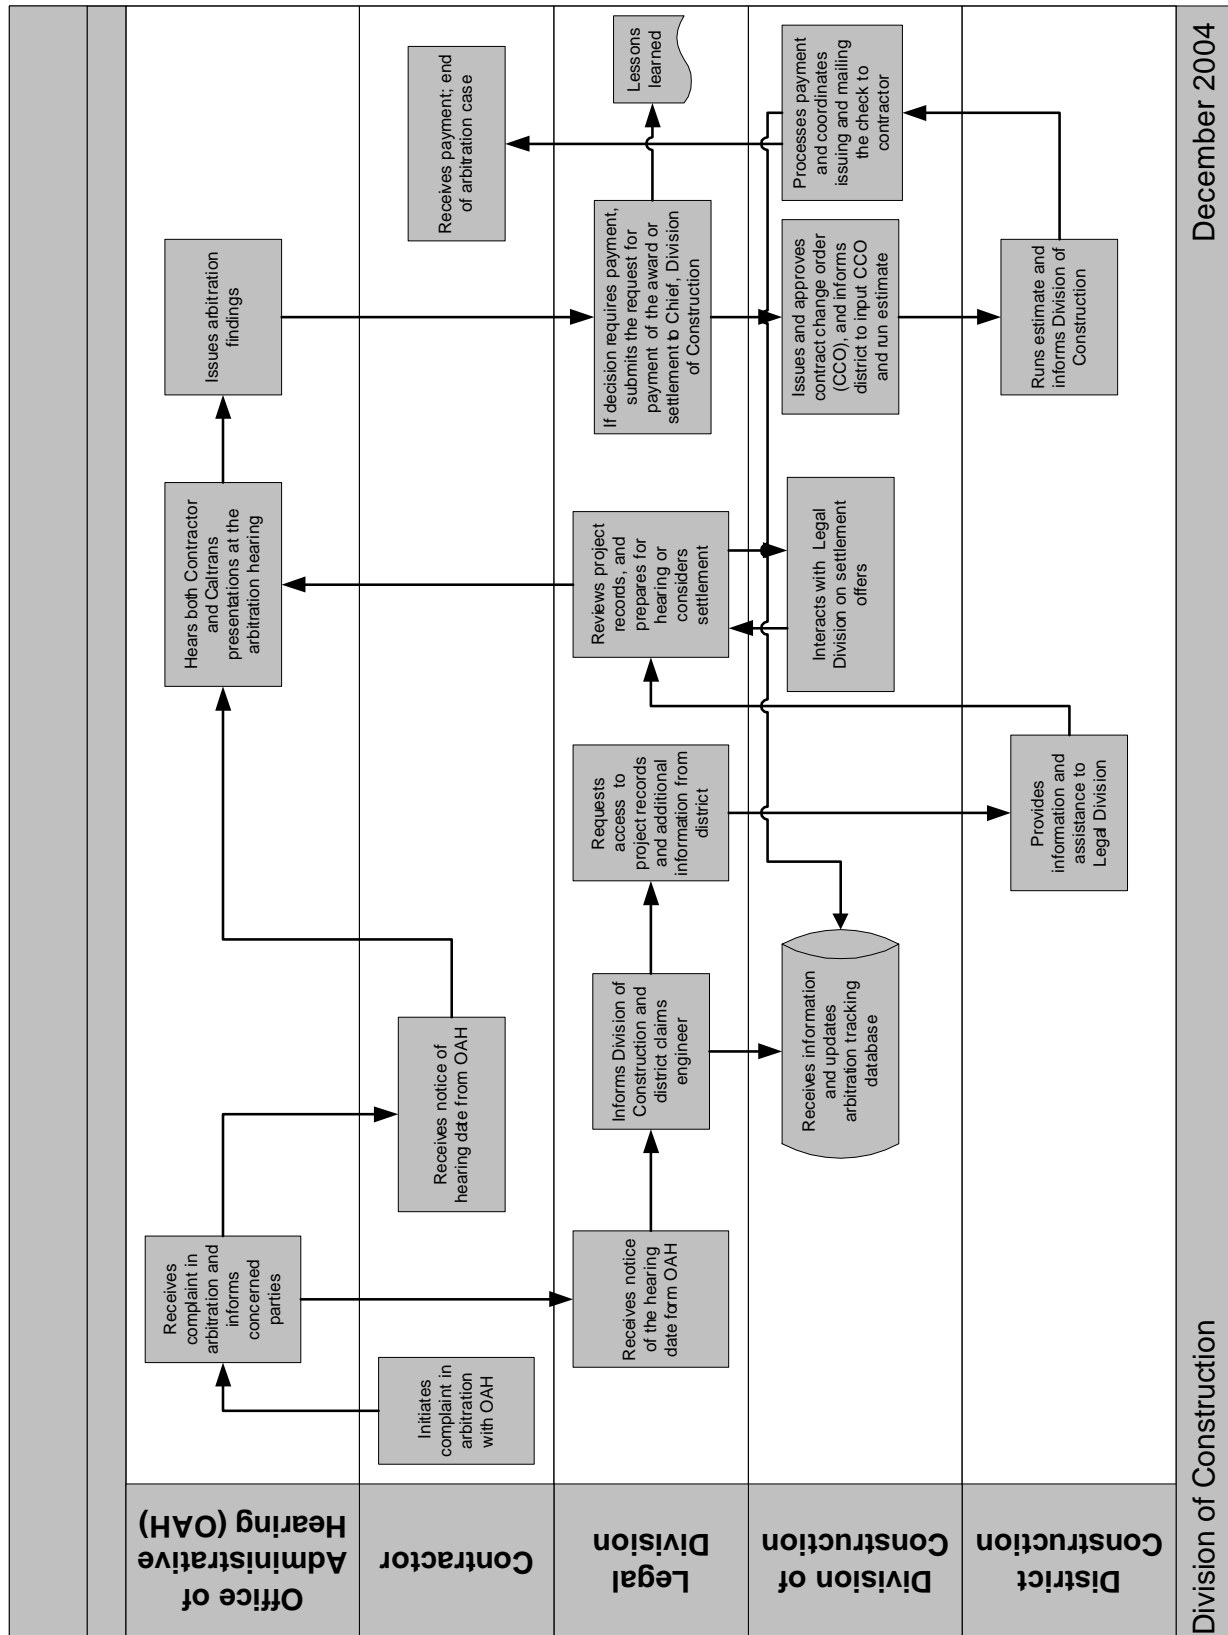 Office of
Administrative
Hearing (OAH)
Initiates
complaint in
arbitration
with OAH
Receives
complaint in
arbitration and
informs
concerned
parties
Receives notice of
hearing date from OAH
Hears both Contractor
and Caltrans
presentations at the
arbitration hearing
Issues arbitration
findings
Contractor
Receives payment; end
of arbitration case
Legal
Division
Receives notice
of the hearing
date form OAH
Informs Division of
Construction and
district claims
engineer
Requests
access to
project records
and additional
information from
district
Reviews project
records, and
prepares for
hearing or
considers
settlement
If decision requires payment,
submits the request for
payment of the award or
settlement to Chief, Division
of Construction
Lessons
learned
Division of
Construction
Receives information
and updates
arbitration tracking
database
Interacts with Legal
Division on settlement
offers
Issues and approves
contract change order
(CCO), and informs
district to input CCO
and run estimate
Processes payment
and coordinates
issuing and mailing
the check to
contractor
District
Construction
Provides
information and
assistance to
Legal Division
Runs estimate and
informs Division of
Construction
Division of Construction
December 2004